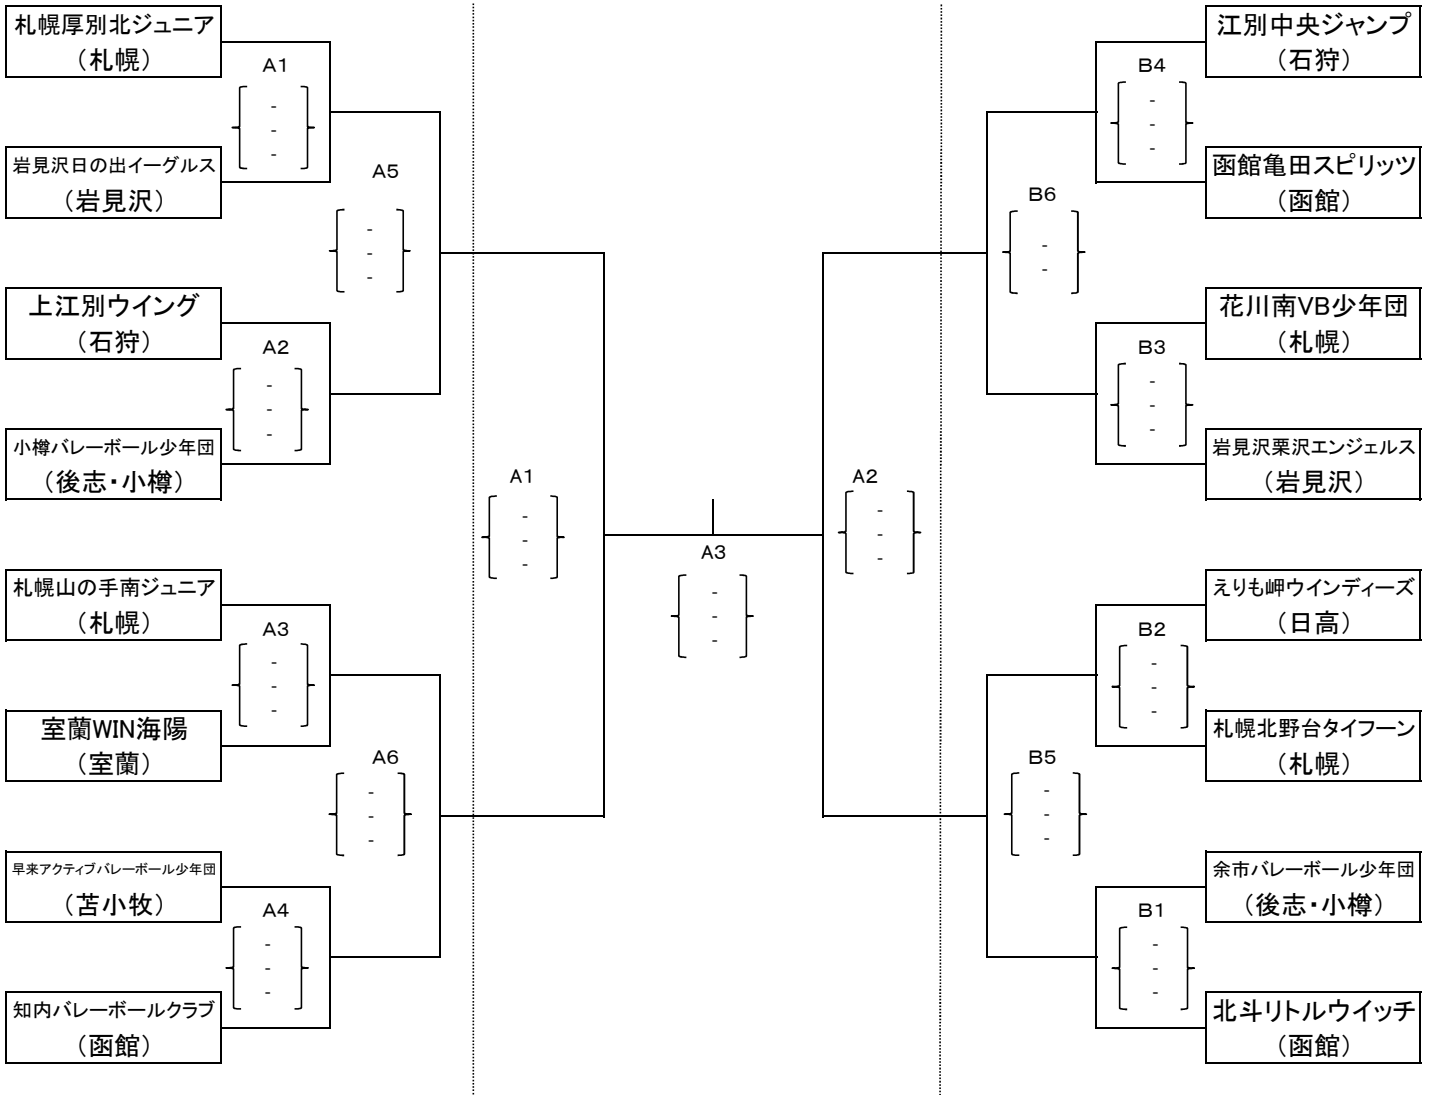 札幌厚別北ジュニア
（札幌）
A1
-
-
-
岩見沢日の出イーグルス
（岩見沢）
A5
-
-
-
上江別ウイング
（石狩）
A2
-
-
-
小樽バレーボール少年団
（後志・小樽）
A1
-
-
-
札幌山の手南ジュニア
（札幌）
A3
-
-
-
室蘭WIN海陽
（室蘭）
A6
-
-
-
早来アクティブバレーボール少年団
（苫小牧）
A4
-
-
-
知内バレーボールクラブ
（函館）
A3
-
-
-
江別中央ジャンプ
（石狩）
B4
-
-
-
函館亀田スピリッツ
（函館）
B6
-
-
花川南VB少年団
（札幌）
B3
-
-
-
岩見沢栗沢エンジェルス
（岩見沢）
A2
-
-
-
えりも岬ウインディーズ
（日高）
B2
-
-
-
札幌北野台タイフーン
（札幌）
B5
-
-
-
余市バレーボール少年団
（後志・小樽）
B1
-
-
-
北斗リトルウイッチ
（函館）